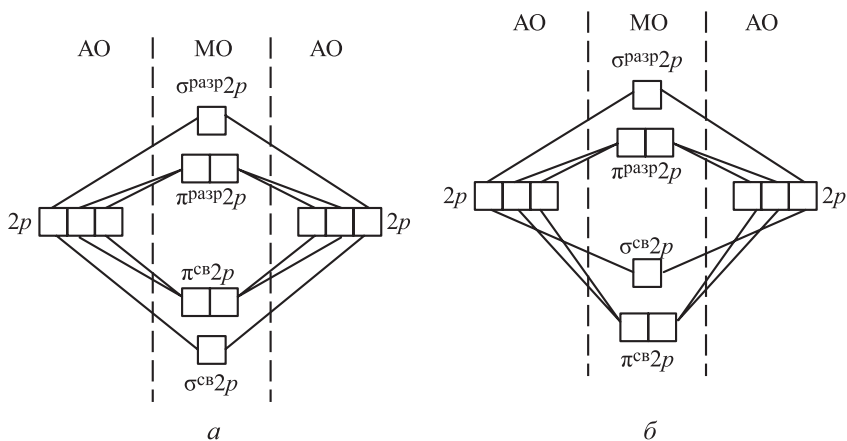 АО МО АО
σразр2p
πразр2p
2p 2p
πсв2p
σсв2p
а
АО МО АО
σразр2p
πразр2p
2p 2p
σсв2p
πсв2p
б